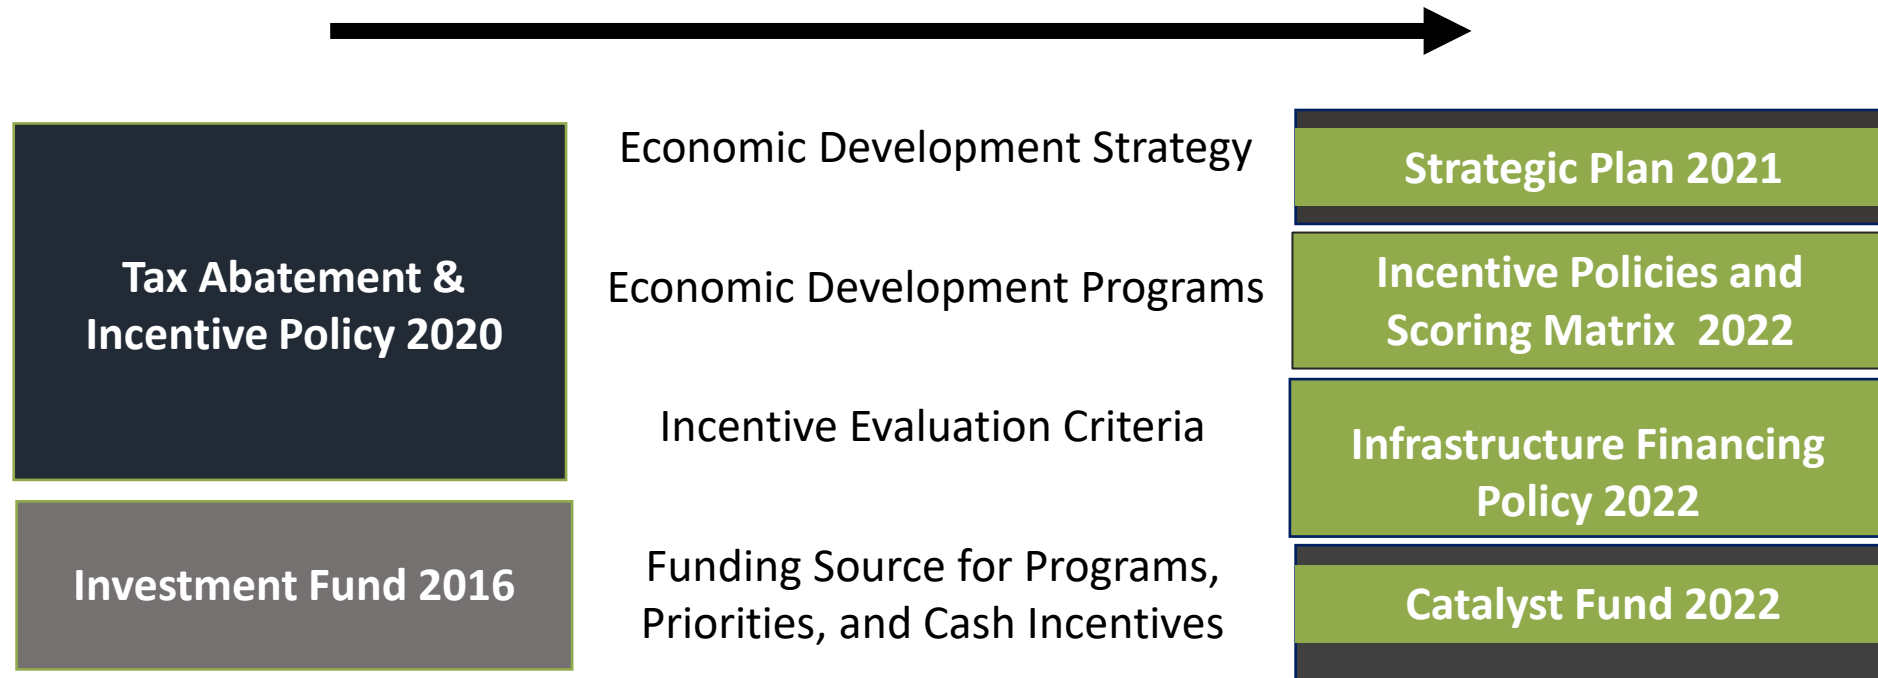 Tax Abatement &
Incentive Policy 2020
Investment Fund 2016
Economic Development Strategy
Economic Development Programs
Incentive Evaluation Criteria
Funding Source for Programs,
Priorities, and Cash Incentives
Strategic Plan 2021
Incentive Policies and
Scoring Matrix  2022
Infrastructure Financing
Policy 2022
Catalyst Fund 2022